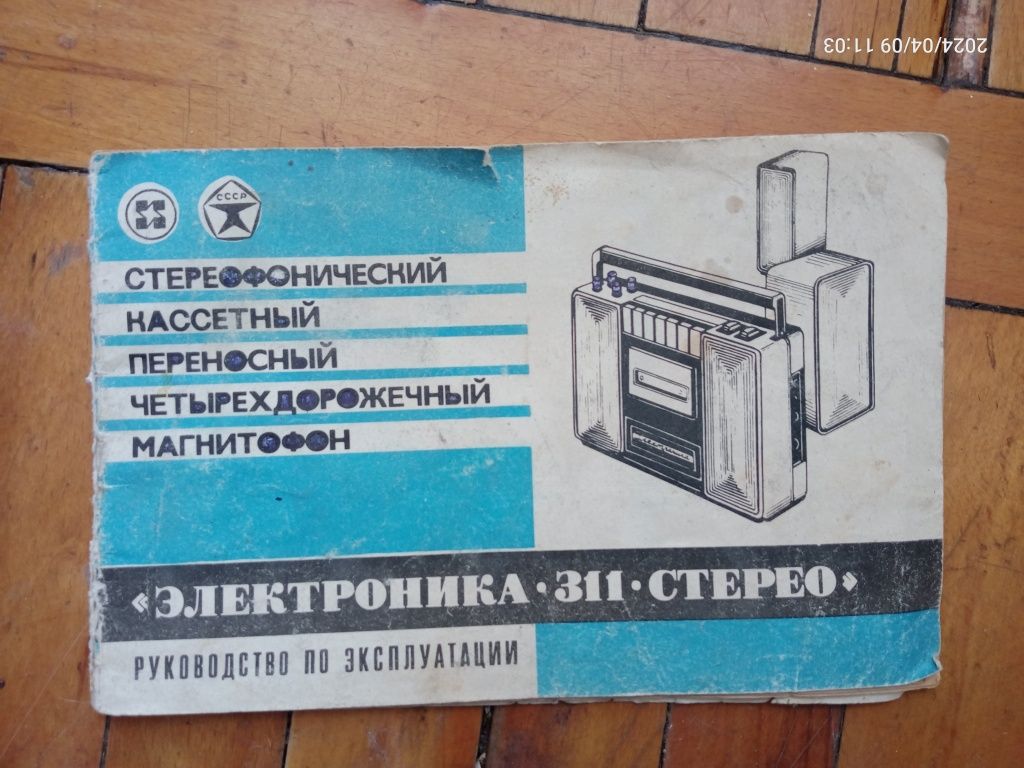 2024/04/09 11:03
СССР
СТЕРЕОФОНИЧЕСКИЙ
КАССЕТНЫЙ
ПЕРЕНОСНЫЙ
ЧЕТЫРЕХДОРОЖЕЧНЫЙ
МАГНИТОФОН
«ЭЛЕКТРОНИКА·311·СТЕРЕО»
РУКОВОДСТВО ПО ЭКСПЛУАТАЦИИ